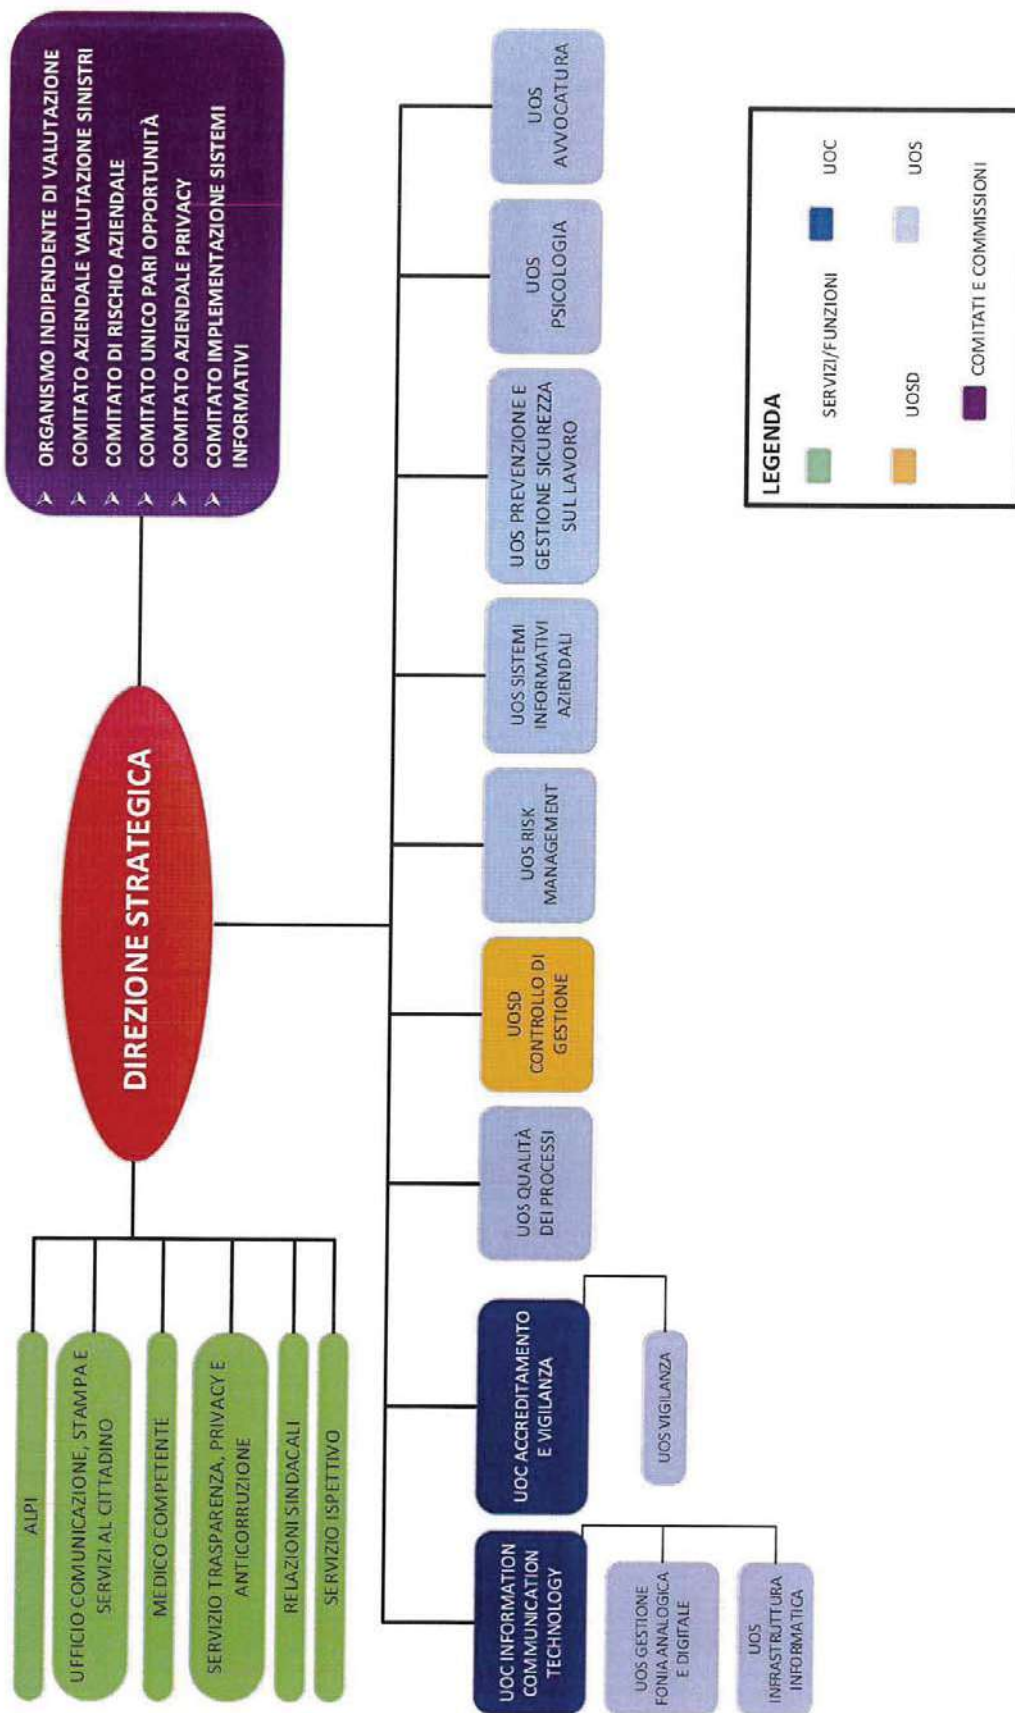 ALPI
UFFICIO COMUNICAZIONE, STAMPA E
SERVIZI AL CITTADINO
MEDICO COMPETENTE
SERVIZIO TRASPARENZA, PRIVACY E
ANTICORRUZIONE
RELAZIONI SINDACALI
SERVIZIO ISPETTIVO
DIREZIONE STRATEGICA
➢ ORGANISMO INDIPENDENTE DI VALUTAZIONE
➢ COMITATO AZIENDALE VALUTAZIONE SINISTRI
➢ COMITATO DI RISCHIO AZIENDALE
➢ COMITATO UNICO PARI OPPORTUNITÀ
➢ COMITATO AZIENDALE PRIVACY
➢ COMITATO IMPLEMENTAZIONE SISTEMI
INFORMATIVI
UOC INFORMATION
COMMUNICATION
TECHNOLOGY
UOS GESTIONE
FONIA ANALOGICA
E DIGITALE
UOS
INFRASTRUTTURA
INFORMATICA
UOC ACCREDITAMENTO
E VIGILANZA
UOS VIGILANZA
UOS QUALITÀ
DEI PROCESSI
UOSD
CONTROLLO DI
GESTIONE
UOS RISK
MANAGEMENT
UOS SISTEMI
INFORMATIVI
AZIENDALI
UOS PREVENZIONE E
GESTIONE SICUREZZA
SUL LAVORO
UOS
PSICOLOGIA
UOS
AVVOCATURA
LEGENDA
SERVIZI/FUNZIONI
UOC
UOSD
UOS
COMITATI E COMMISSIONI